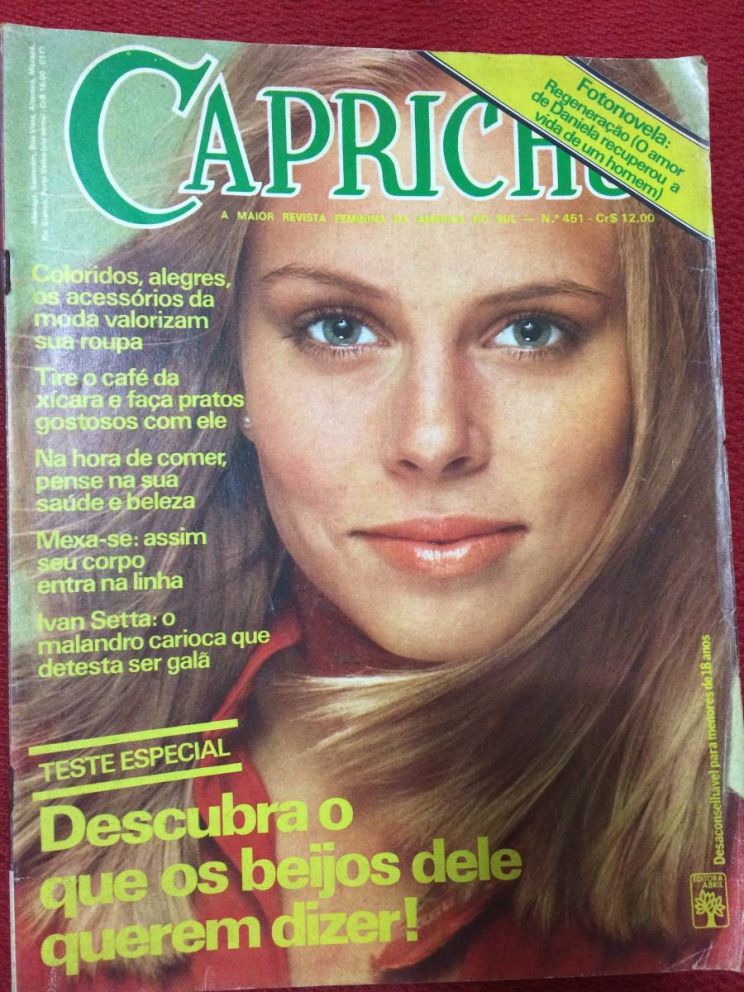 CAPRICHO
A MAIOR REVISTA FEMININA DA AMÉRICA DO SUL — N.º 451 - Cr$ 12,00
Fotonovela:
Regeneração (O amor
de Daniela recuperou a
vida de um homem)
Coloridos, alegres,
os acessórios da
moda valorizam
sua roupa
Tire o café da
xícara e faça pratos
gostosos com ele
Na hora de comer,
pense na sua
saúde e beleza
Mexa-se: assim
seu corpo
entra na linha
Ivan Setta: o
malandro carioca que
detesta ser galã
TESTE ESPECIAL
Descubra o
que os beijos dele
querem dizer!
Desaconselhável para menores de 18 anos
EDITORA
ABRIL